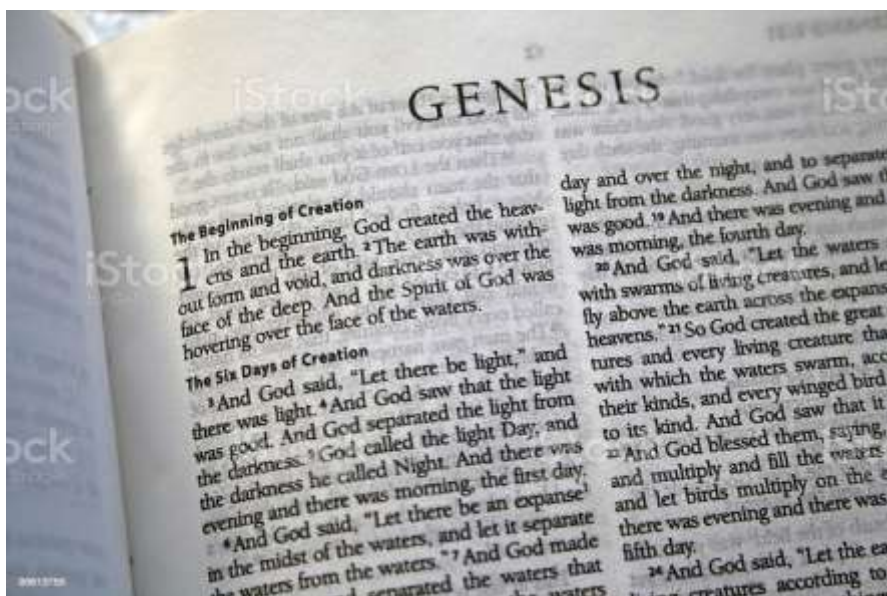 GENESIS
The Beginning of Creation
1 In the beginning, God created the heav-
ens and the earth. 2 The earth was with-
out form and void, and darkness was over the
face of the deep. And the Spirit of God was
hovering over the face of the waters.
The Six Days of Creation
3 And God said, "Let there be light," and
there was light. 4 And God saw that the light
was good. And God separated the light from
the darkness. 5 God called the light Day, and
the darkness he called Night. And there was
evening and there was morning, the first day.
6 And God said, "Let there be an expanse
in the midst of the waters, and let it separate
the waters from the waters." 7 And God made
separated the waters that
waters
day and over the night, and to separate
light from the darkness. And God saw
was good. 19 And there was evening and
was morning, the fourth day.
20 And God said, "Let the waters
with swarms of living creatures, and le
fly above the earth across the expans
heavens." 21 So God created the great
tures and every living creature tha
with which the waters swarm, acc
their kinds, and every winged bird
to its kind. And God saw that it
22 And God blessed them, saying,
and multiply and fill the waters
and let birds multiply on the
there was evening and there was
fifth day.
24 And God said, "Let the ea
living creatures according to
iStock